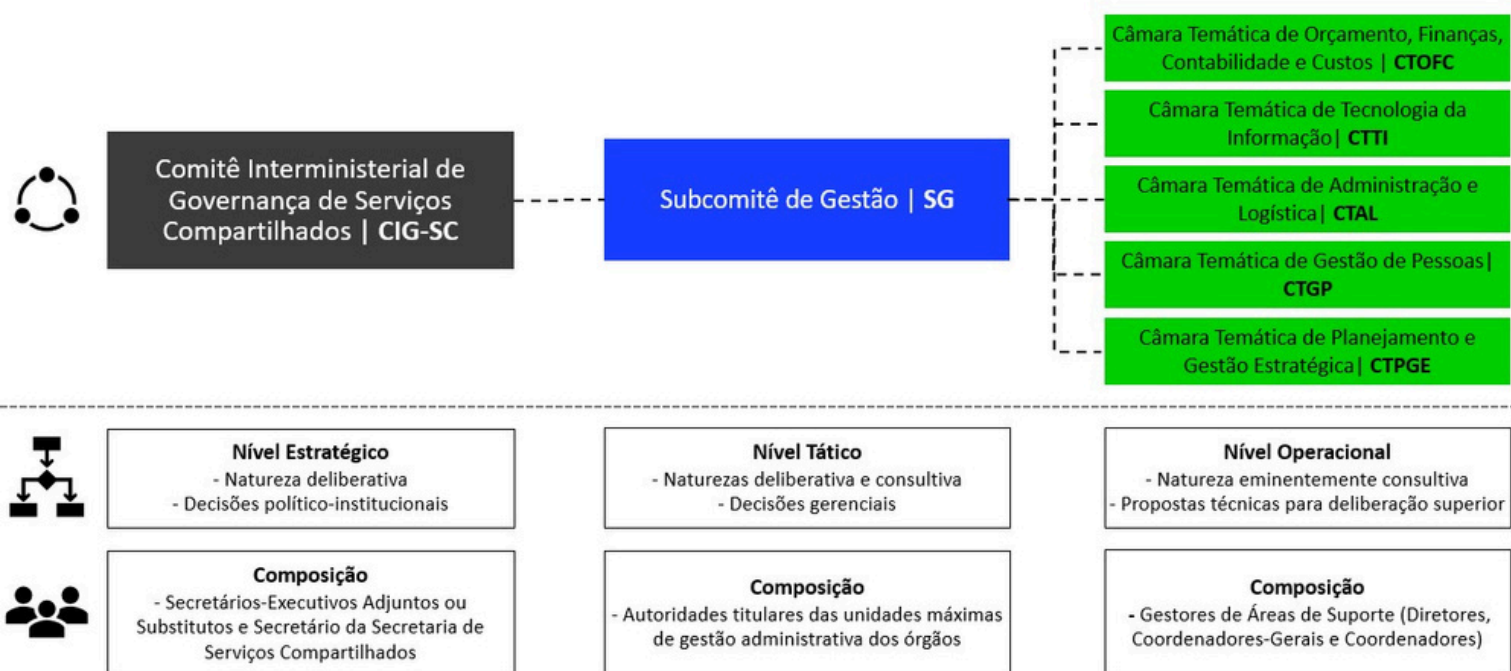 Comitê Interministerial de
Governança de Serviços
Compartilhados | CIG-SC
Subcomitê de Gestão | SG
Câmara Temática de Orçamento, Finanças,
Contabilidade e Custos | CTOFC
Câmara Temática de Tecnologia da
Informação| CTTI
Câmara Temática de Administração e
Logística| CTAL
Câmara Temática de Gestão de Pessoas|
CTGP
Câmara Temática de Planejamento e
Gestão Estratégica| CTPGE
Nível Estratégico
- Natureza deliberativa
- Decisões político-institucionais
Nível Tático
- Naturezas deliberativa e consultiva
- Decisões gerenciais
Nível Operacional
- Natureza eminentemente consultiva
- Propostas técnicas para deliberação superior
Composição
- Secretários-Executivos Adjuntos ou
Substitutos e Secretário da Secretaria de
Serviços Compartilhados
Composição
- Autoridades titulares das unidades máximas
de gestão administrativa dos órgãos
Composição
- Gestores de Áreas de Suporte (Diretores,
Coordenadores-Gerais e Coordenadores)